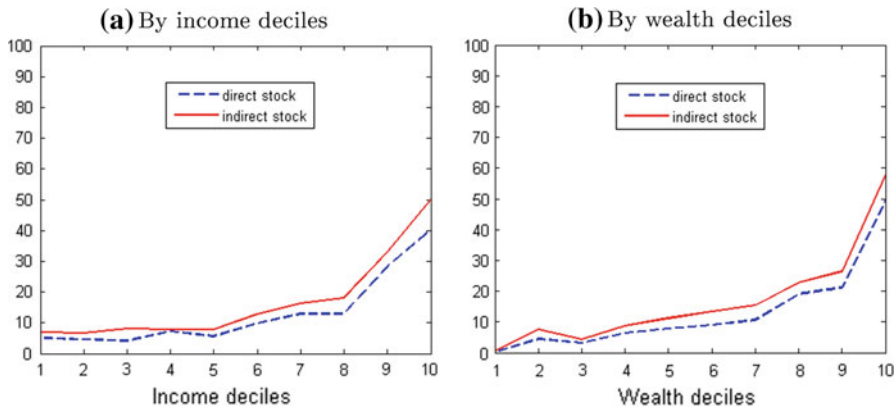 (a) By income deciles
100
90
80
70
60
50
40
30
20
10
0
direct stock
indirect stock
1 2 3 4 5 6 7 8 9 10
Income deciles
(b) By wealth deciles
100
90
80
70
60
50
40
30
20
10
0
direct stock
indirect stock
1 2 3 4 5 6 7 8 9 10
Wealth deciles